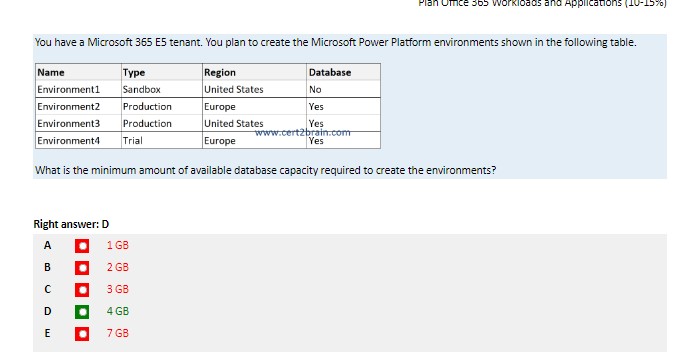 Plan Office 365 Workloads and Applications (10-15%)
You have a Microsoft 365 E5 tenant. You plan to create the Microsoft Power Platform environments shown in the following table.
Name Type Region Database
Environment1 Sandbox United States No
Environment2 Production Europe Yes
Environment3 Production United States Yes
www.cert2brain.com
Environment4 Trial Europe Yes
What is the minimum amount of available database capacity required to create the environments?
Right answer: D
A 1 GB
B 2 GB
C 3 GB
D 4 GB
E 7 GB